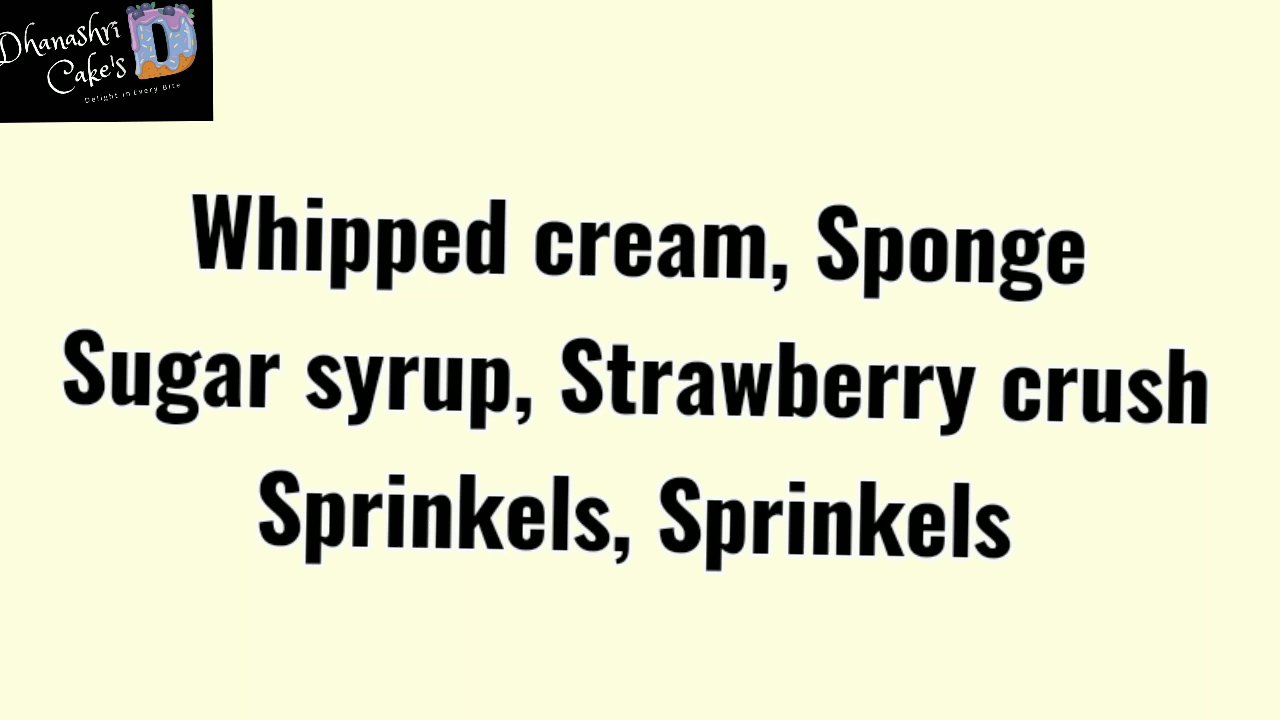 Dhanashri
Cake's
Delight in Every Bite
Whipped cream, Sponge
Sugar syrup, Strawberry crush
Sprinkels, Sprinkels